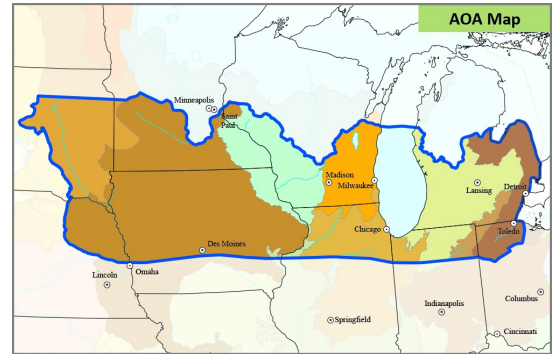 AOA Map
Minneapolis
Saint
Paul
Madison
Milwaukee
Lansing
Detroit
Chicago
Toledo
Des Moines
Omaha
Lincoln
Springfield
Indianapolis
Columbus
Cincinnati